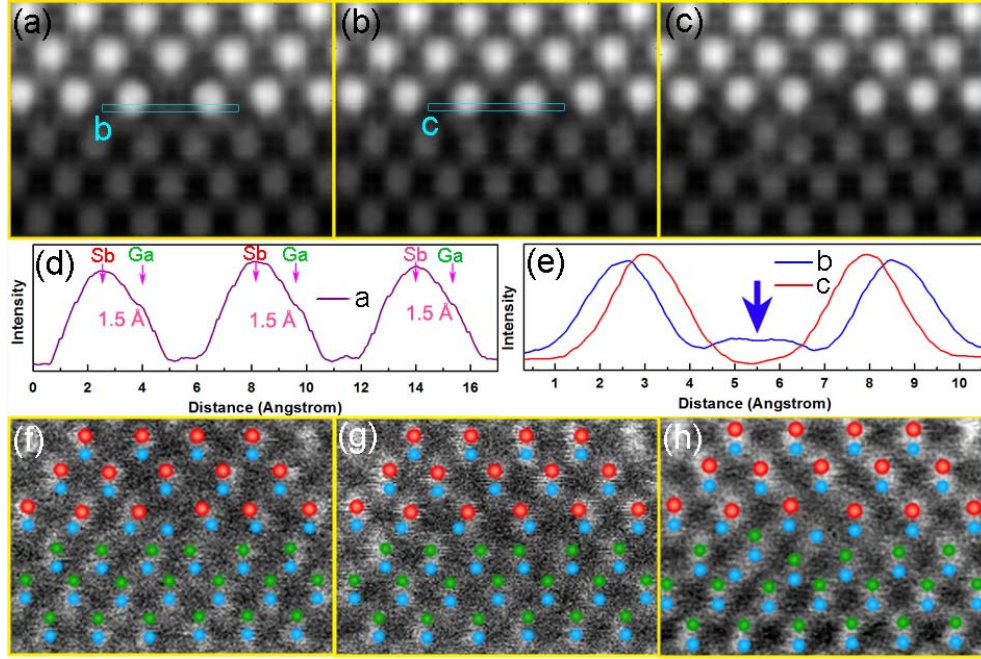 (a)
b
(b)
c
(c)
(d)
Sb Ga Sb Ga Sb Ga
a
1.5 Å 1.5 Å 1.5 Å
Intensity
0 2 4 6 8 10 12 14 16
Distance (Angstrom)
(e)
b
c
Intensity
1 2 3 4 5 6 7 8 9 10
Distance (Angstrom)
(f)
(g)
(h)